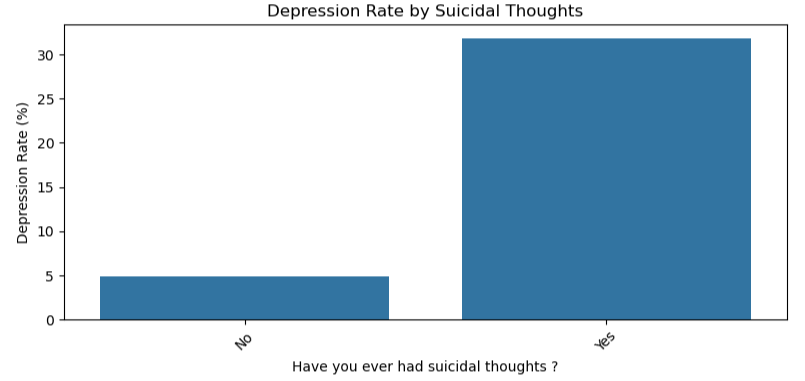 Depression Rate by Suicidal Thoughts
Depression Rate (%)
30
25
20
15
10
5
0
No
Yes
Have you ever had suicidal thoughts ?